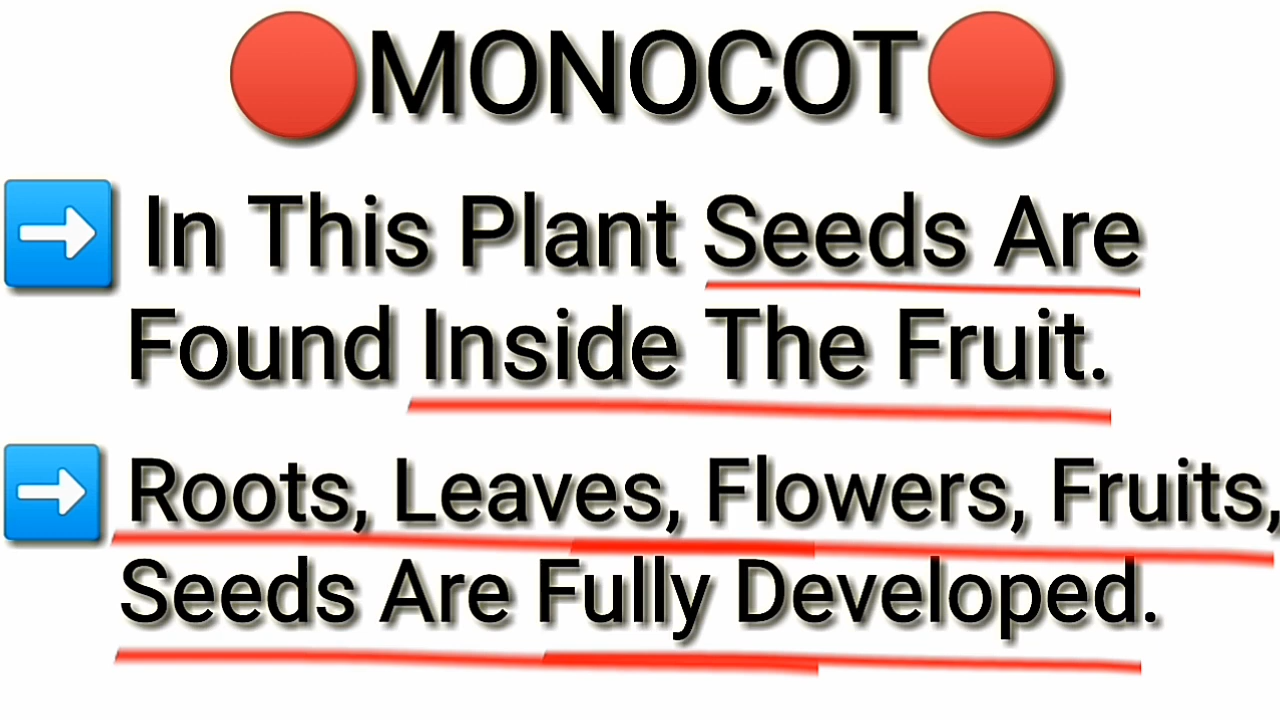 🔴MONOCOT🔴
➡️ In This Plant Seeds Are
Found Inside The Fruit.
➡️ Roots, Leaves, Flowers, Fruits,
Seeds Are Fully Developed.